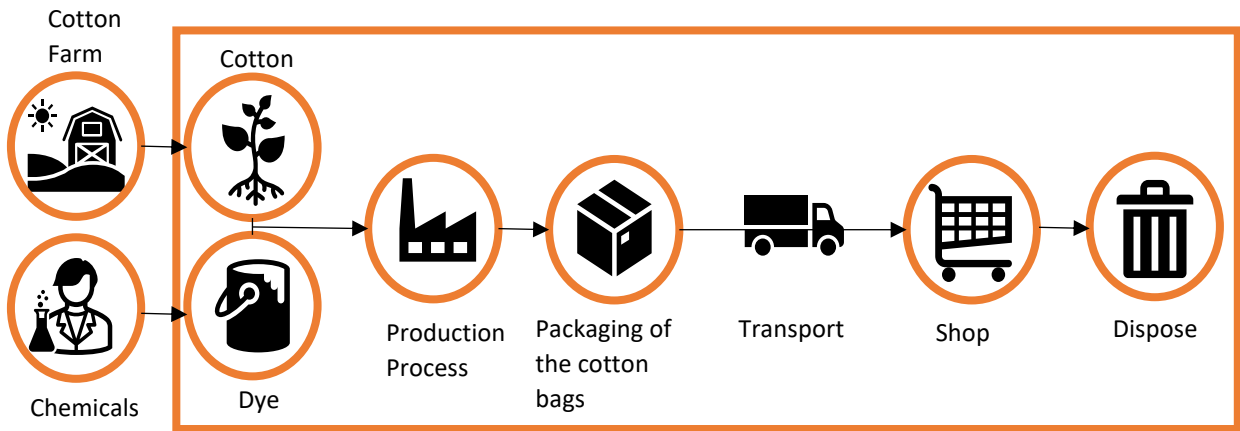 Cotton
Farm
Cotton
Chemicals
Dye
Production
Process
Packaging of
the cotton
bags
Transport
Shop
Dispose